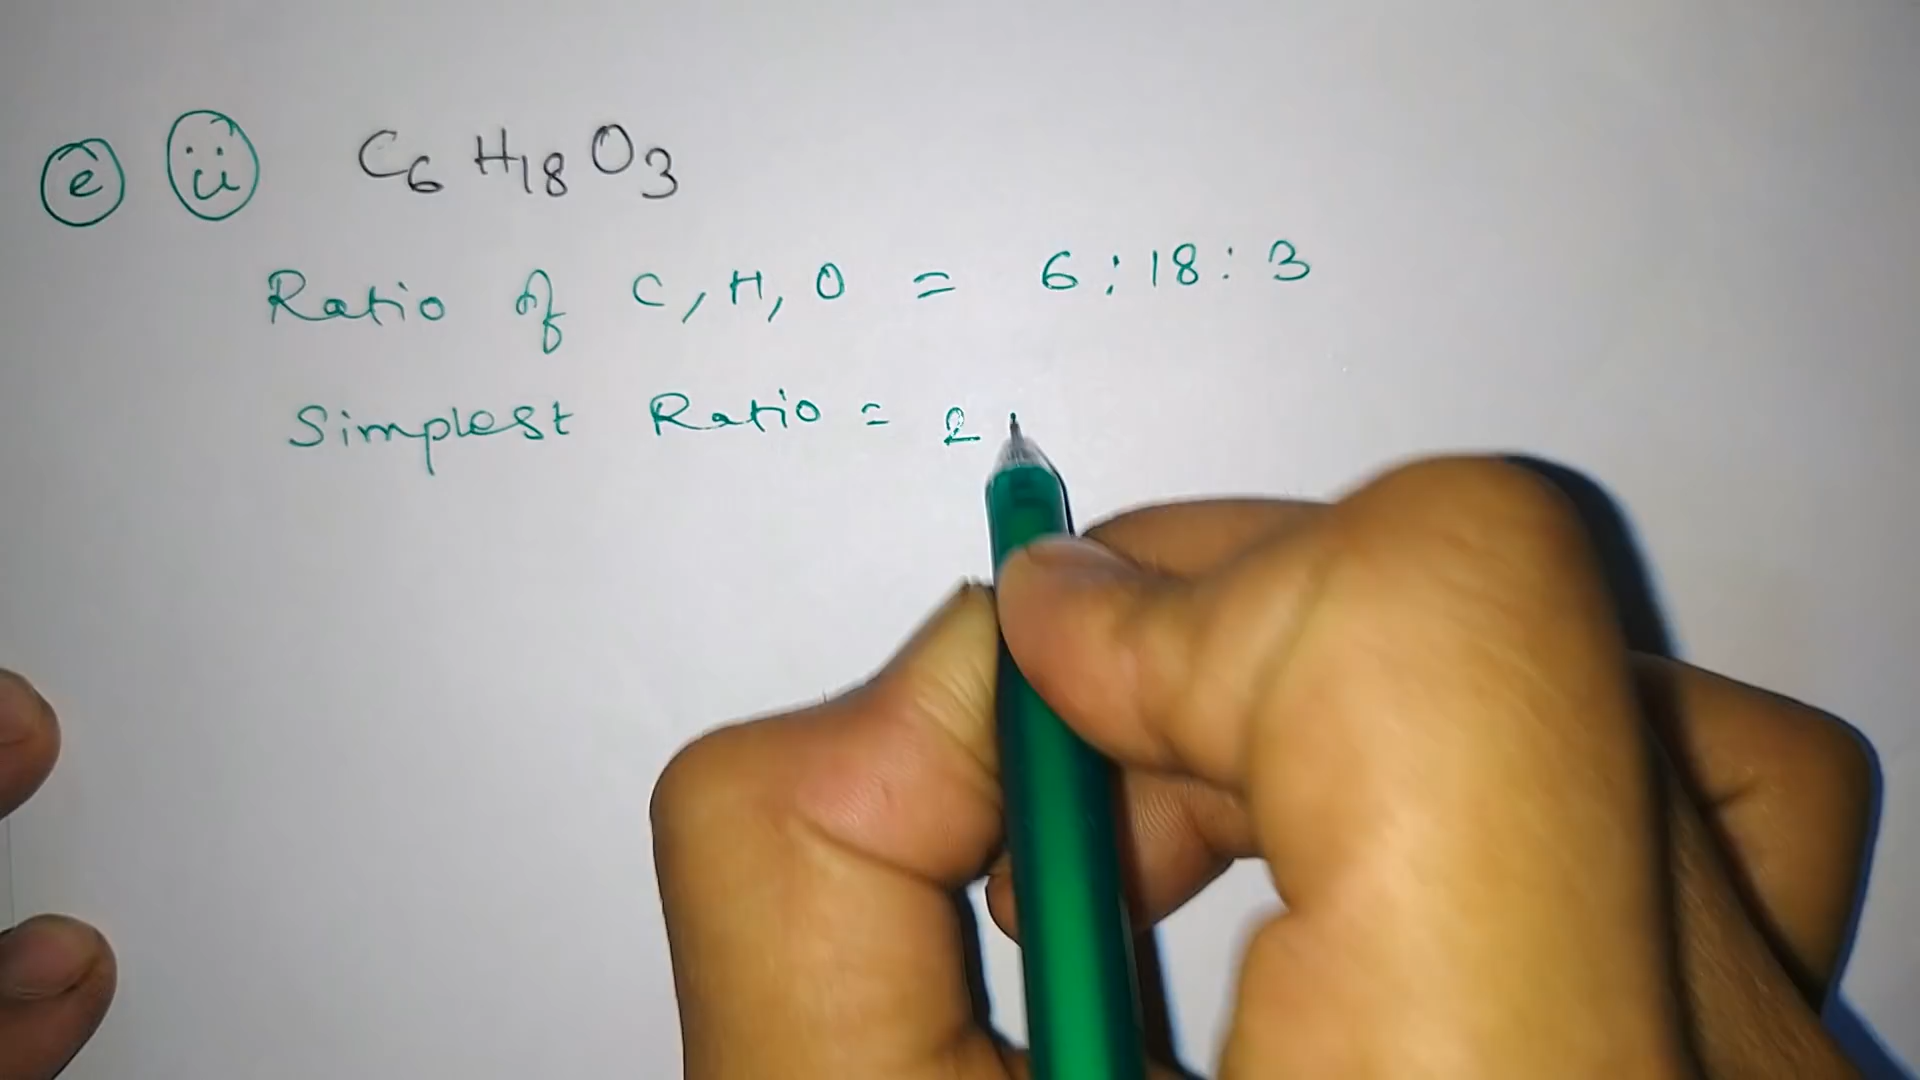 e ii C6 H18 O3
Ratio of C, H, O = 6 : 18 : 3
Simplest Ratio = 2